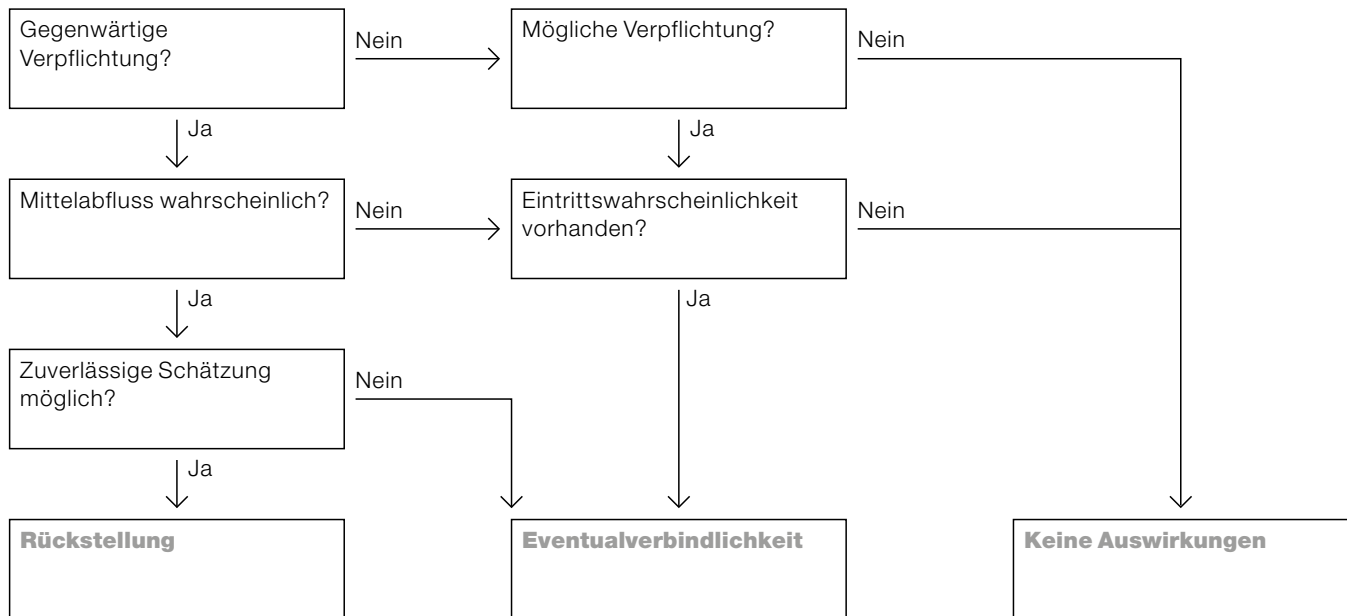 Gegenwärtige
Verpflichtung?
Nein
Mögliche Verpflichtung?
Nein
Ja
Ja
Mittelabfluss wahrscheinlich?
Nein
Eintrittswahrscheinlichkeit
vorhanden?
Nein
Ja
Ja
Zuverlässige Schätzung
möglich?
Nein
Ja
Rückstellung
Eventualverbindlichkeit
Keine Auswirkungen